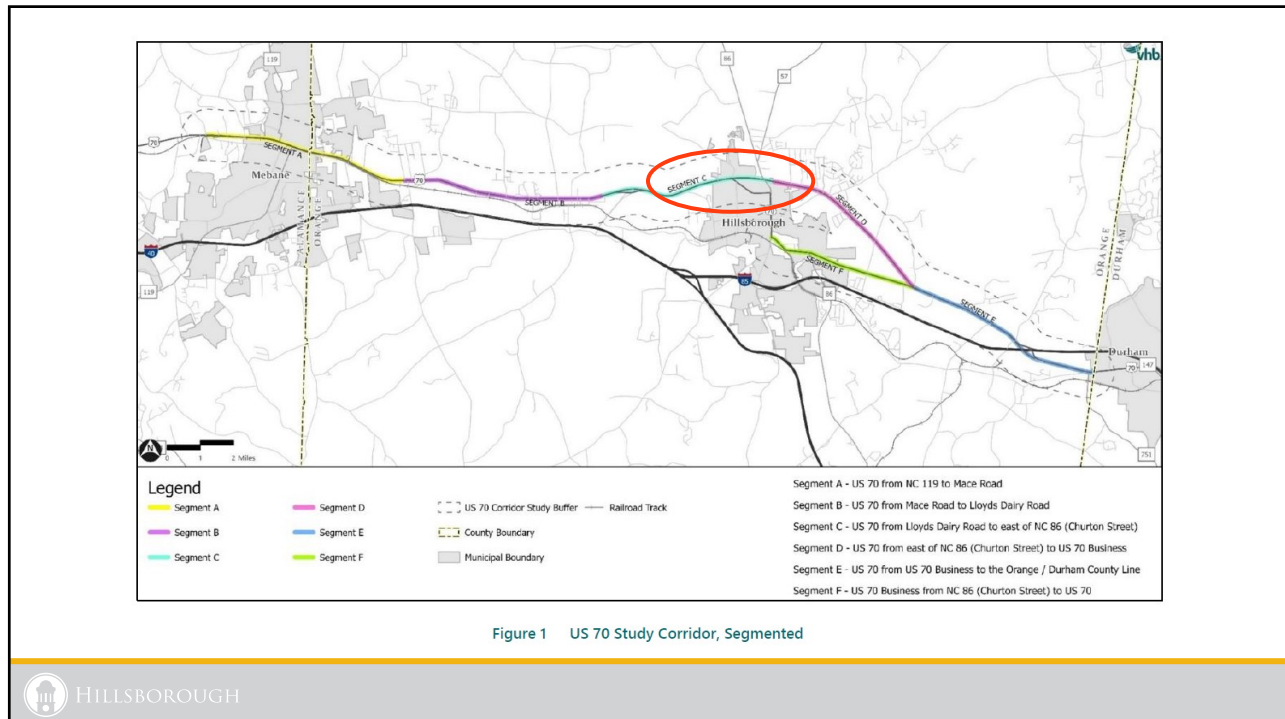 119
86
57
vhb
70
SEGMENT A
Mebane
70
SEGMENT B
SEGMENT C
SEGMENT D
Hillsborough
ALAMANCE
ORANGE
ORANGE
DURHAM
SEGMENT F
40
85
86
119
SEGMENT E
Durham
70
147
751
N
0 1 2 Miles
Legend
Segment A
Segment D
US 70 Corridor Study Buffer
Railroad Track
Segment B
Segment E
County Boundary
Segment C
Segment F
Municipal Boundary
Segment A - US 70 from NC 119 to Mace Road
Segment B - US 70 from Mace Road to Lloyds Dairy Road
Segment C - US 70 from Lloyds Dairy Road to east of NC 86 (Churton Street)
Segment D - US 70 from east of NC 86 (Churton Street) to US 70 Business
Segment E - US 70 from US 70 Business to the Orange / Durham County Line
Segment F - US 70 Business from NC 86 (Churton Street) to US 70
Figure 1 US 70 Study Corridor, Segmented
HILLSBOROUGH